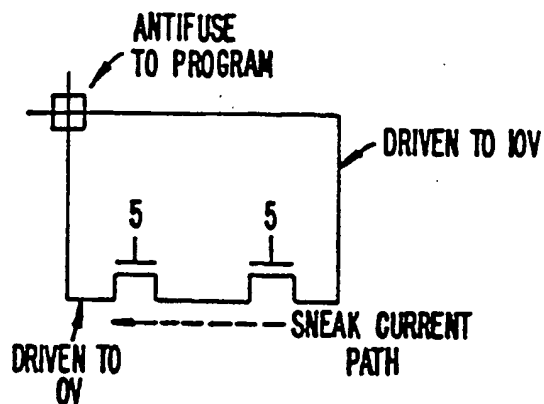 ANTIFUSE
TO PROGRAM
DRIVEN TO 10V
5
5
SNEAK CURRENT
PATH
DRIVEN TO
0V